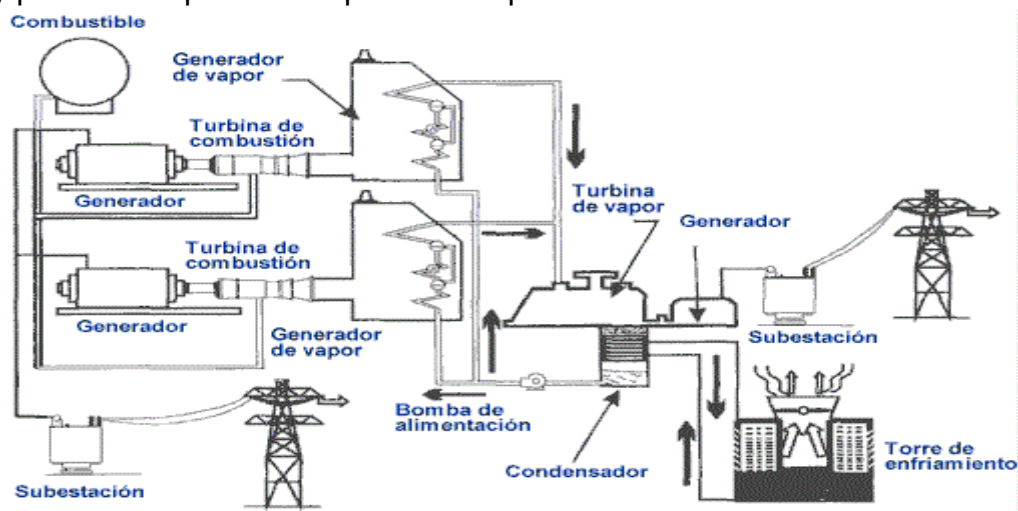 Combustible
Generador
de vapor
Turbina de
combustión
Generador
Turbina
de vapor
Generador
Turbina de
combustión
Generador
Generador
de vapor
Subestación
Bomba de
alimentación
Condensador
Torre de
enfriamiento
Subestación